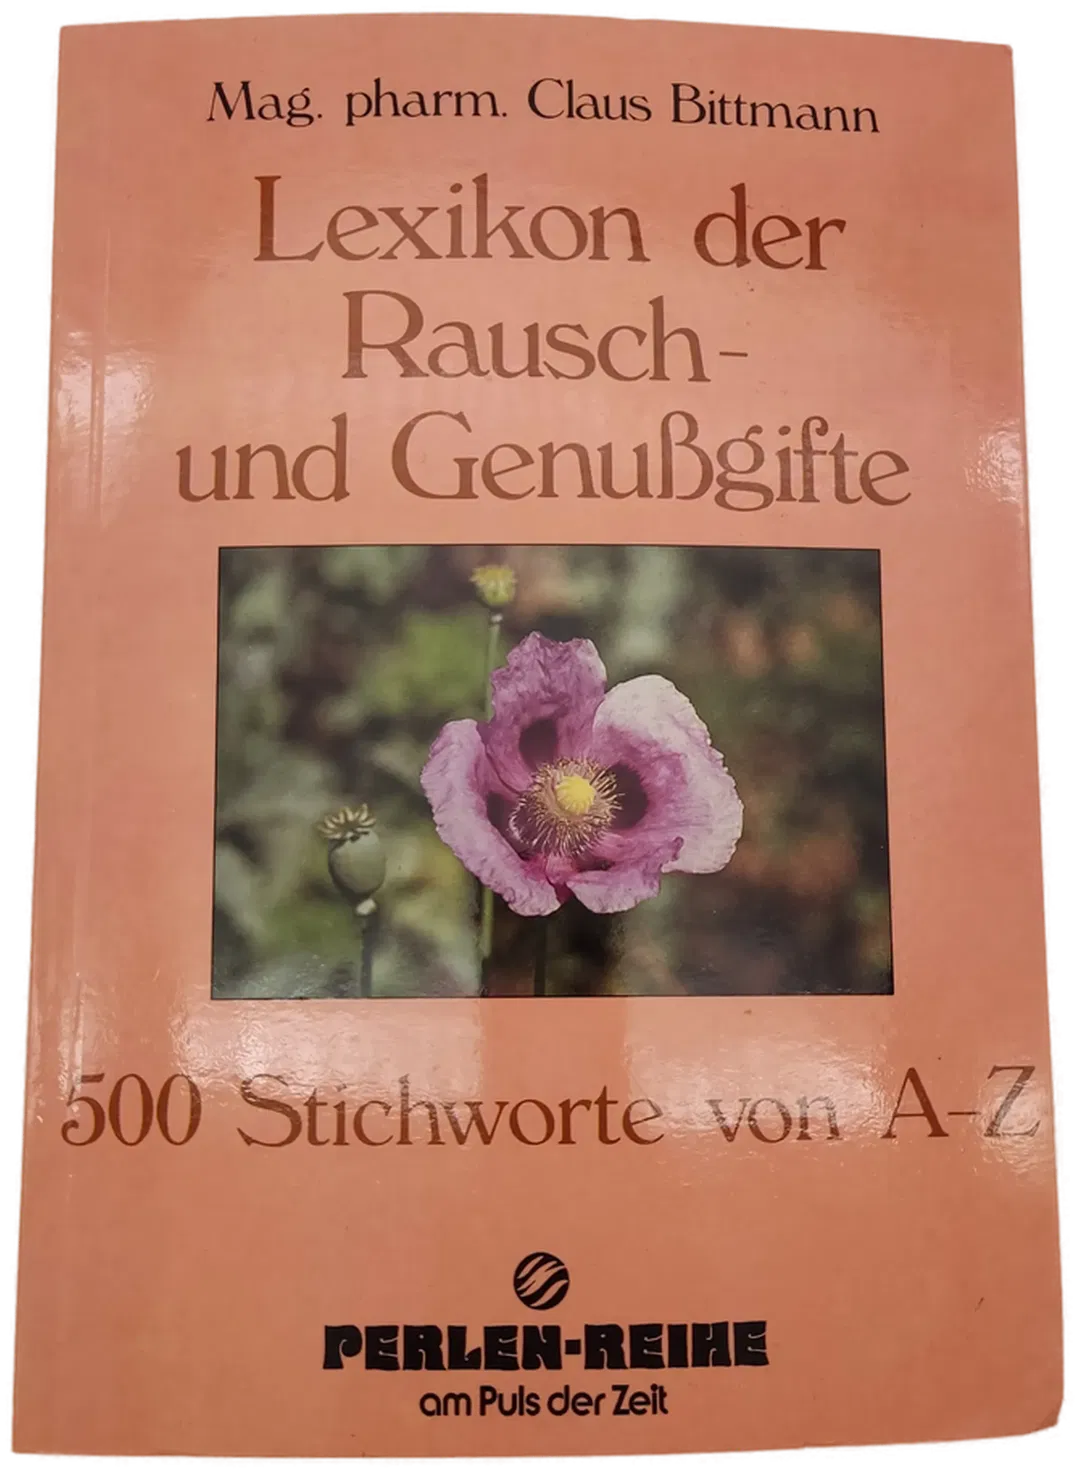 Mag. pharm. Claus Bittmann
Lexikon der
Rausch-
und Genußgifte
500 Stichworte von A-Z
PERLEN-REIHE
am Puls der Zeit